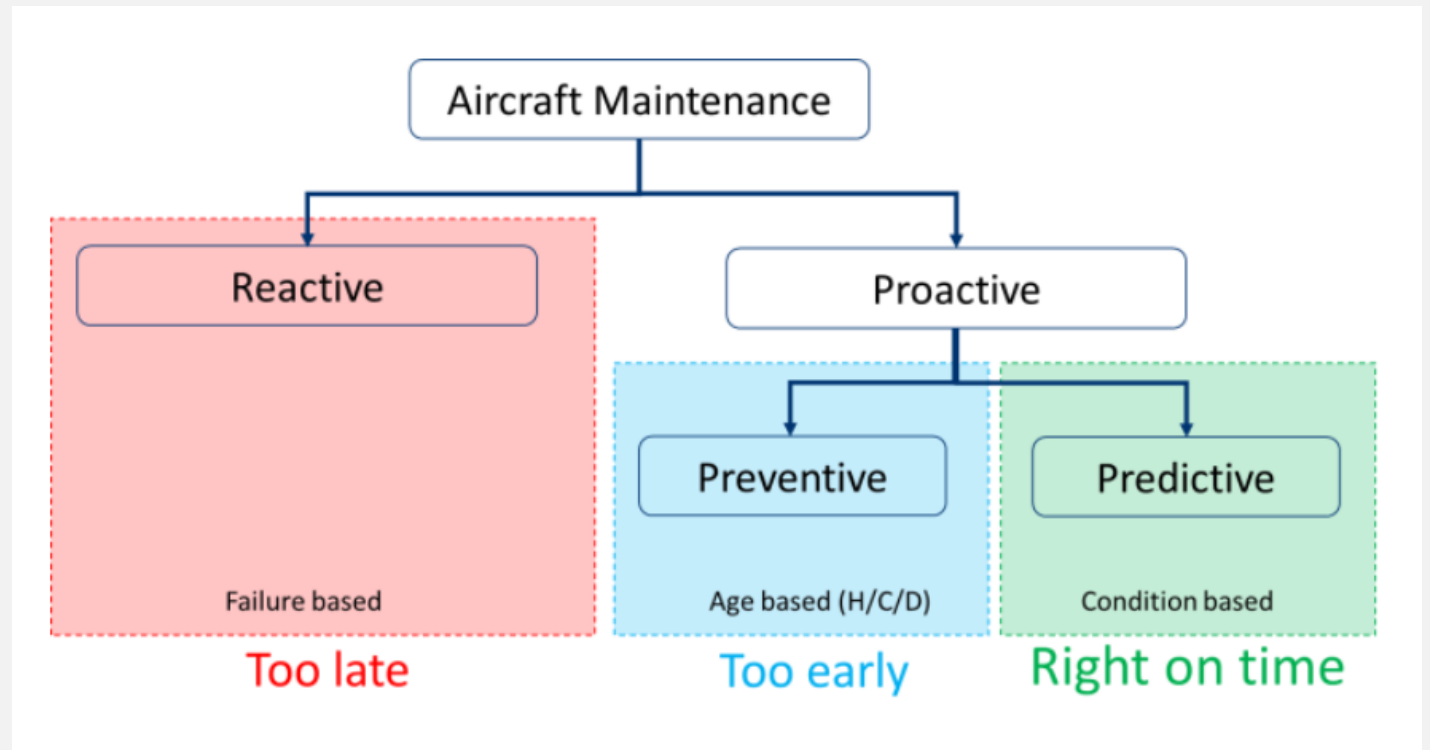 Aircraft Maintenance
Reactive
Proactive
Preventive
Predictive
Failure based
Age based (H/C/D)
Condition based
Too late
Too early
Right on time